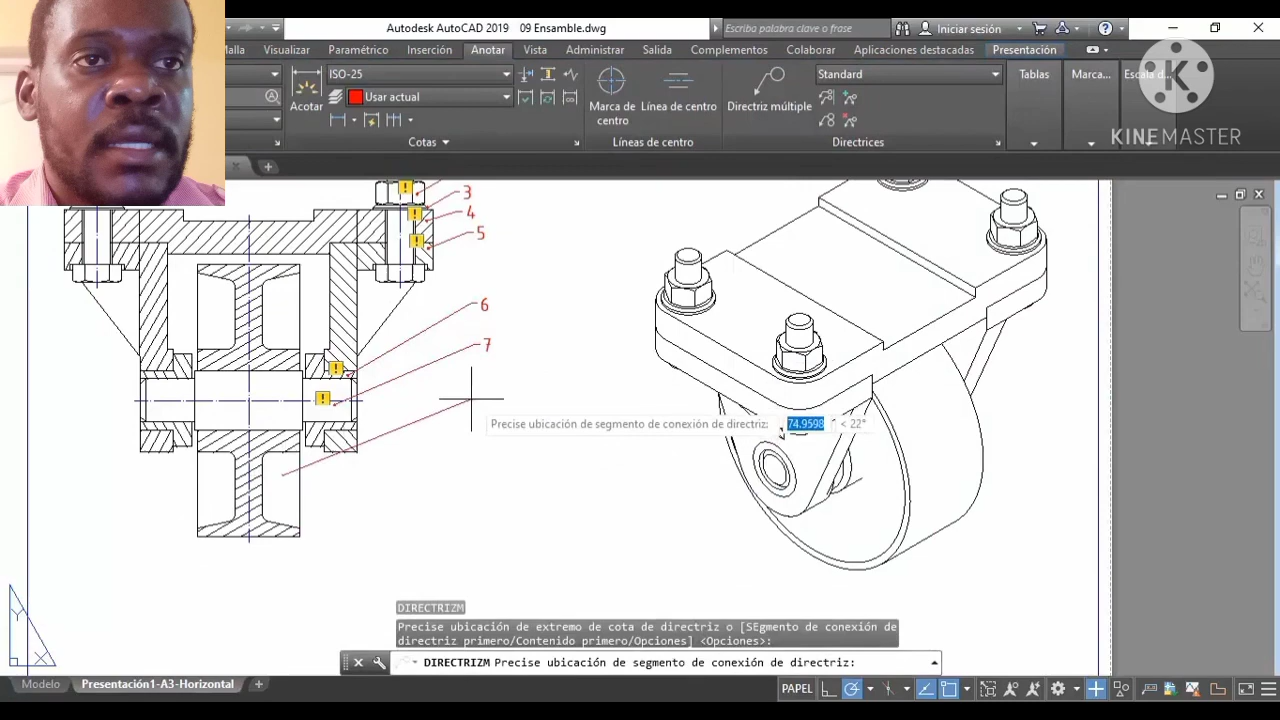 Autodesk AutoCAD 2019 09 Ensamble.dwg
Escriba palabra clave o frase
Iniciar sesión
Malla Visualizar Paramétrico Inserción Anotar Vista Administrar Salida Complementos Colaborar Aplicaciones destacadas Presentación
ISO-25
Usar actual
Acotar
Cotas
Marca de centro
Línea de centro
Líneas de centro
Directriz múltiple
Standard
Directrices
Tablas
Marca...
Escala d...
KINEMASTER
3
4
5
6
7
Precise ubicación de segmento de conexión de directriz: 74.9598 < 22°
Y
X
DIRECTRIZM
Precise ubicación de extremo de cota de directriz o [SEgmento de conexión de
directriz primero/Contenido primero/Opciones] <Opciones>:
DIRECTRIZM Precise ubicación de segmento de conexión de directriz:
Modelo Presentación1-A3-Horizontal
PAPEL